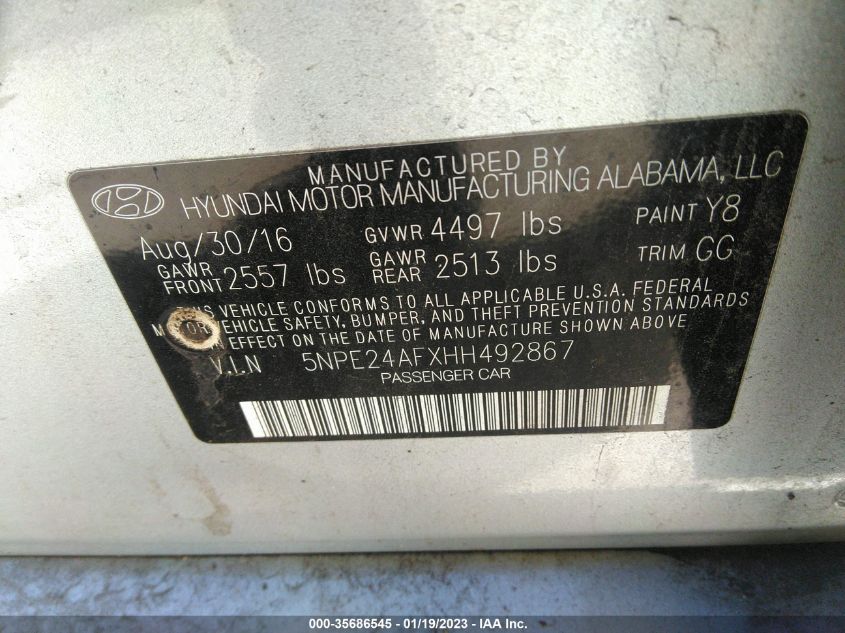 MANUFACTURED BY
HYUNDAI MOTOR MANUFACTURING ALABAMA, LLC
Aug/30/16 GVWR 4497 lbs PAINT Y8
GAWR FRONT 2557 lbs GAWR REAR 2513 lbs TRIM GG
VEHICLE CONFORMS TO ALL APPLICABLE U.S.A. FEDERAL
VEHICLE SAFETY, BUMPER, AND THEFT PREVENTION STANDARDS
EFFECT ON THE DATE OF MANUFACTURE SHOWN ABOVE
V.I.N 5NPE24AFXHH492867
PASSENGER CAR
000-35686545 - 01/19/2023 - IAA, Inc.